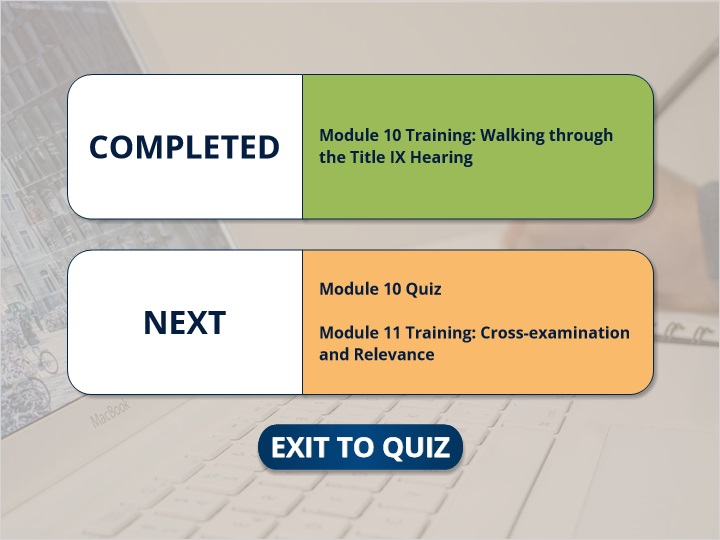 COMPLETED
Module 10 Training: Walking through
the Title IX Hearing
NEXT
Module 10 Quiz
Module 11 Training: Cross-examination
and Relevance
MacBook
EXIT TO QUIZ